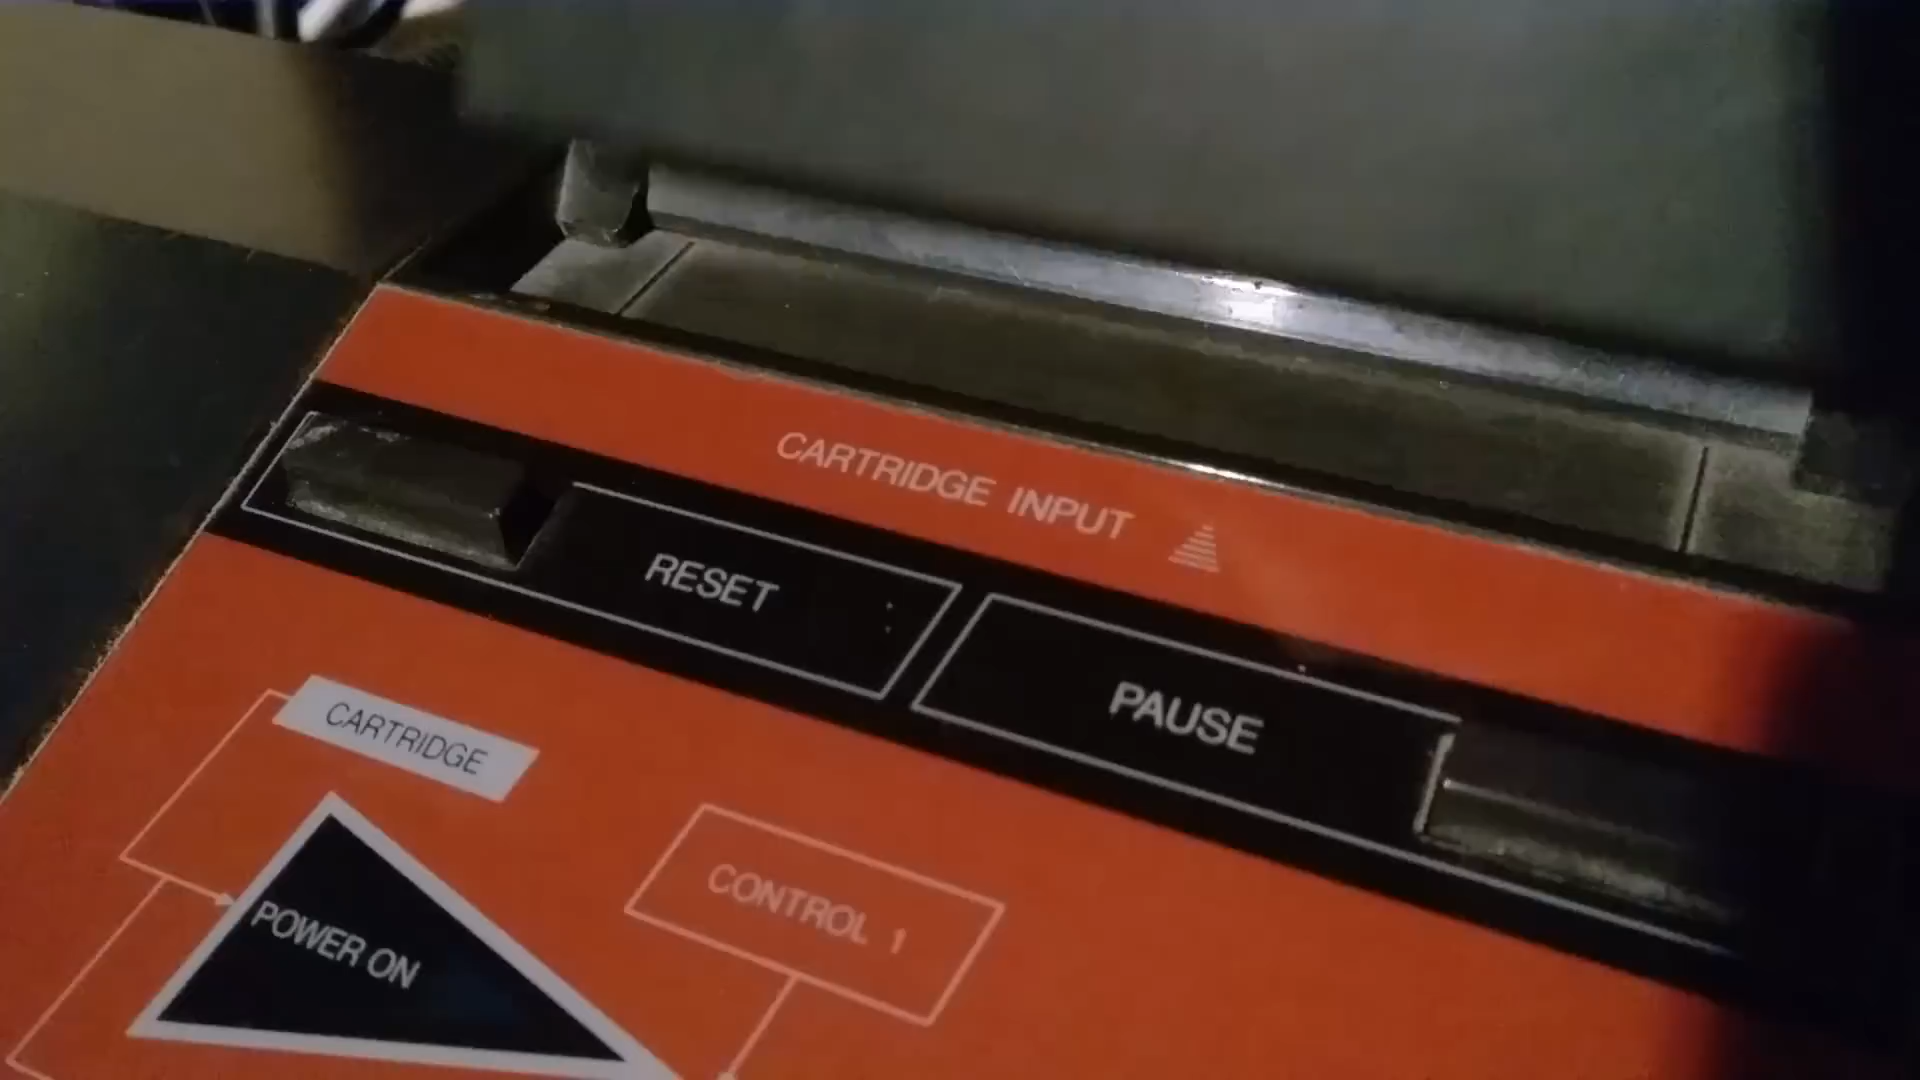 CARTRIDGE INPUT
RESET
PAUSE
CARTRIDGE
CONTROL 1
POWER ON